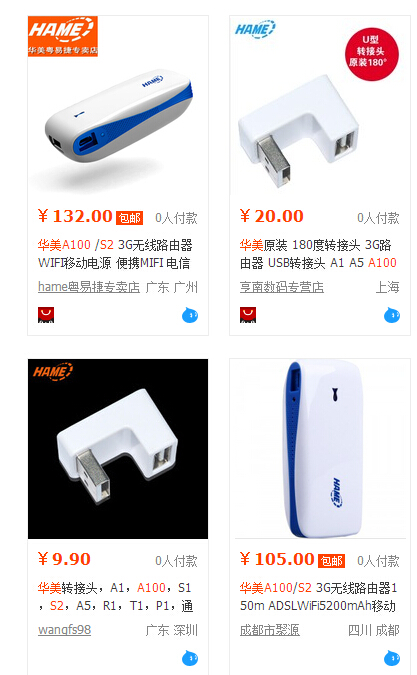 HAME
华美粤易捷专卖店
HAME
¥132.00 包邮 0人付款
华美A100 /S2 3G无线路由器
WIFI移动电源 便携MIFI 电信
hame粤易捷专卖店 广东 广州
HAME
U型
转接头
原装180°
¥20.00 0人付款
华美原装 180度转接头 3G路
由器 USB转接头 A1 A5 A100
亨南数码专营店 上海
HAME
¥9.90 0人付款
华美转接头，A1，A100，S1
，S2，A5，R1，T1，P1，通
wangfs98 广东 深圳
HAME
¥105.00 包邮 0人付款
华美A100/S2 3G无线路由器1
50m ADSLWiFi5200mAh移动
成都市聚源 四川 成都